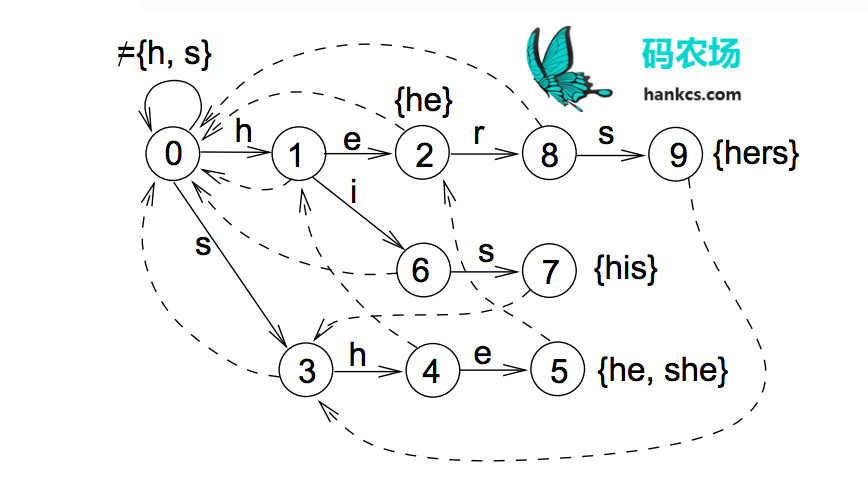 ≠{h, s}
码农场
hankcs.com
{he}
0 h 1 e 2 r 8 s 9 {hers}
i
s 6 s 7 {his}
3 h 4 e 5 {he, she}